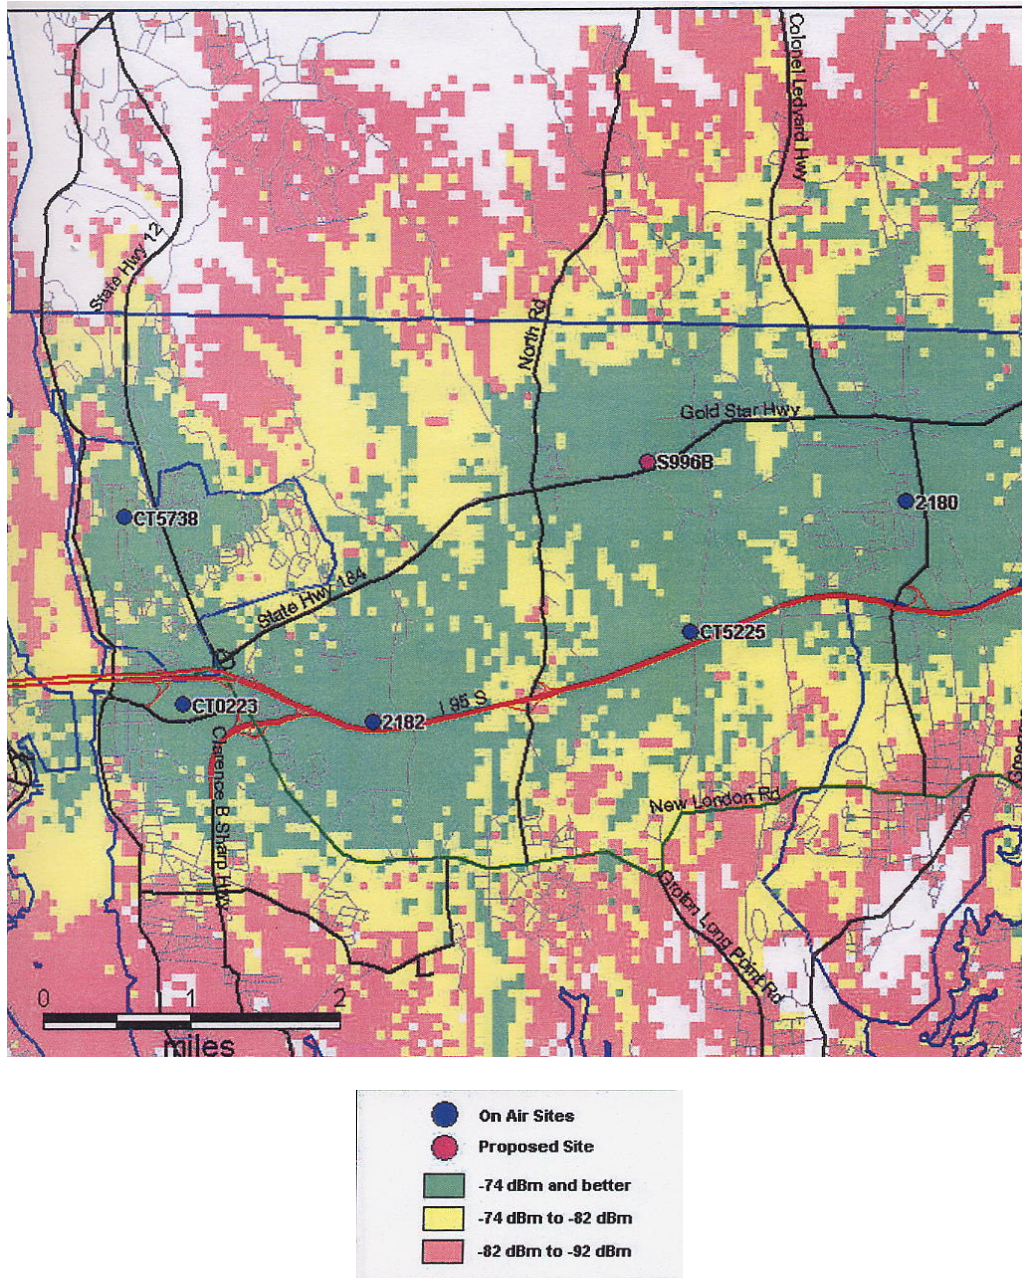 Colonel Ledyard Hwy
State Hwy 12
North Rd
Gold Star Hwy
S996B
2180
CT5738
State Hwy 184
CT5225
CT0223
2182
I 95 S
Clarence B Sharp Hwy
New London Rd
Groton Long Point Rd
0 1 2
miles
On Air Sites
Proposed Site
-74 dBm and better
-74 dBm to -82 dBm
-82 dBm to -92 dBm